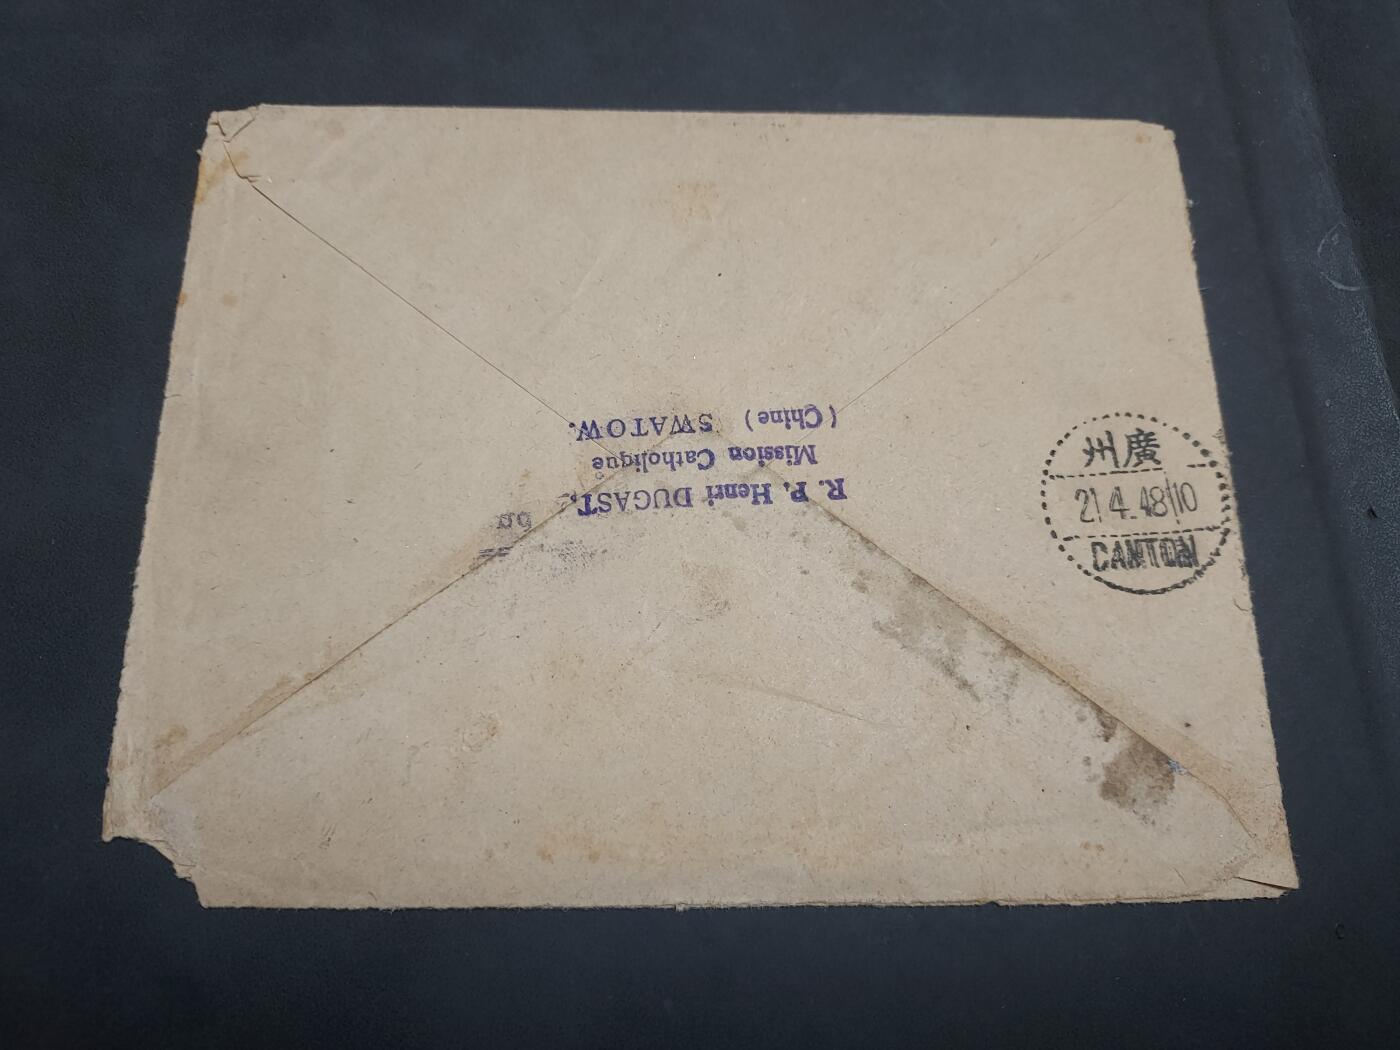 R. P. Henri DUGAST,
Mission Catholique
(Chine) SWATOW.
州廣
21.4.48|10
CANTON